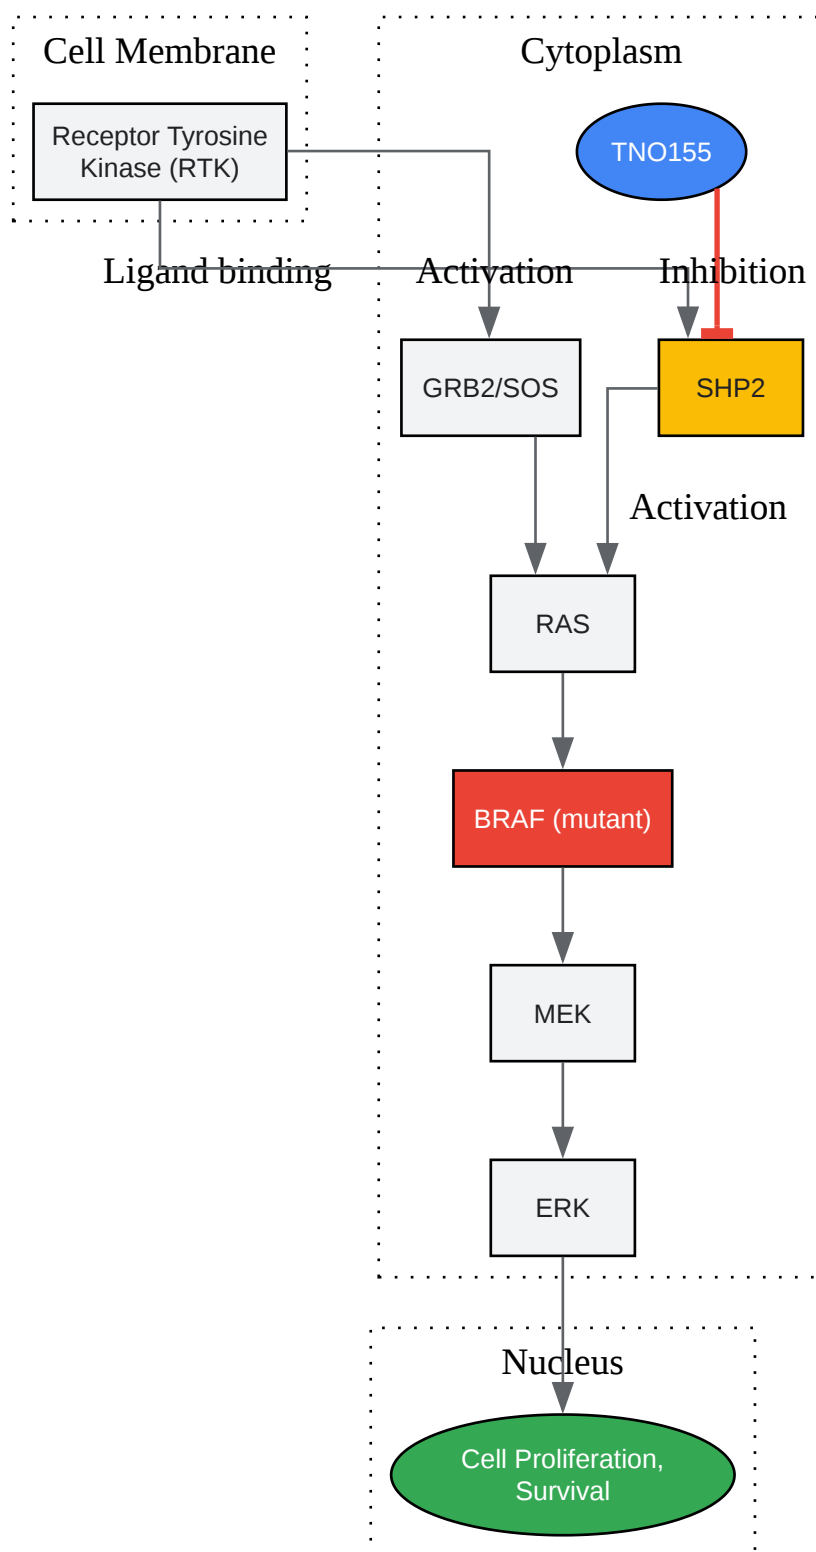 Cell Membrane
Cytoplasm
Receptor Tyrosine
Kinase (RTK)
TNO155
Ligand binding
Activation
Inhibition
GRB2/SOS
SHP2
Activation
RAS
BRAF (mutant)
MEK
ERK
Nucleus
Cell Proliferation,
Survival